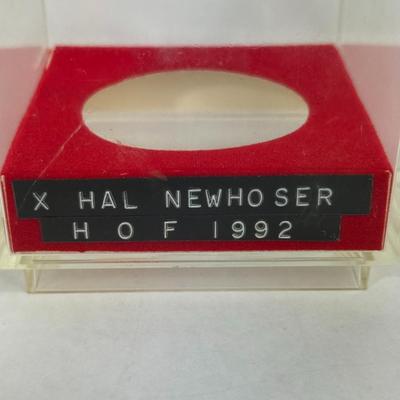 X HAL NEWHOSER
H O F 1992